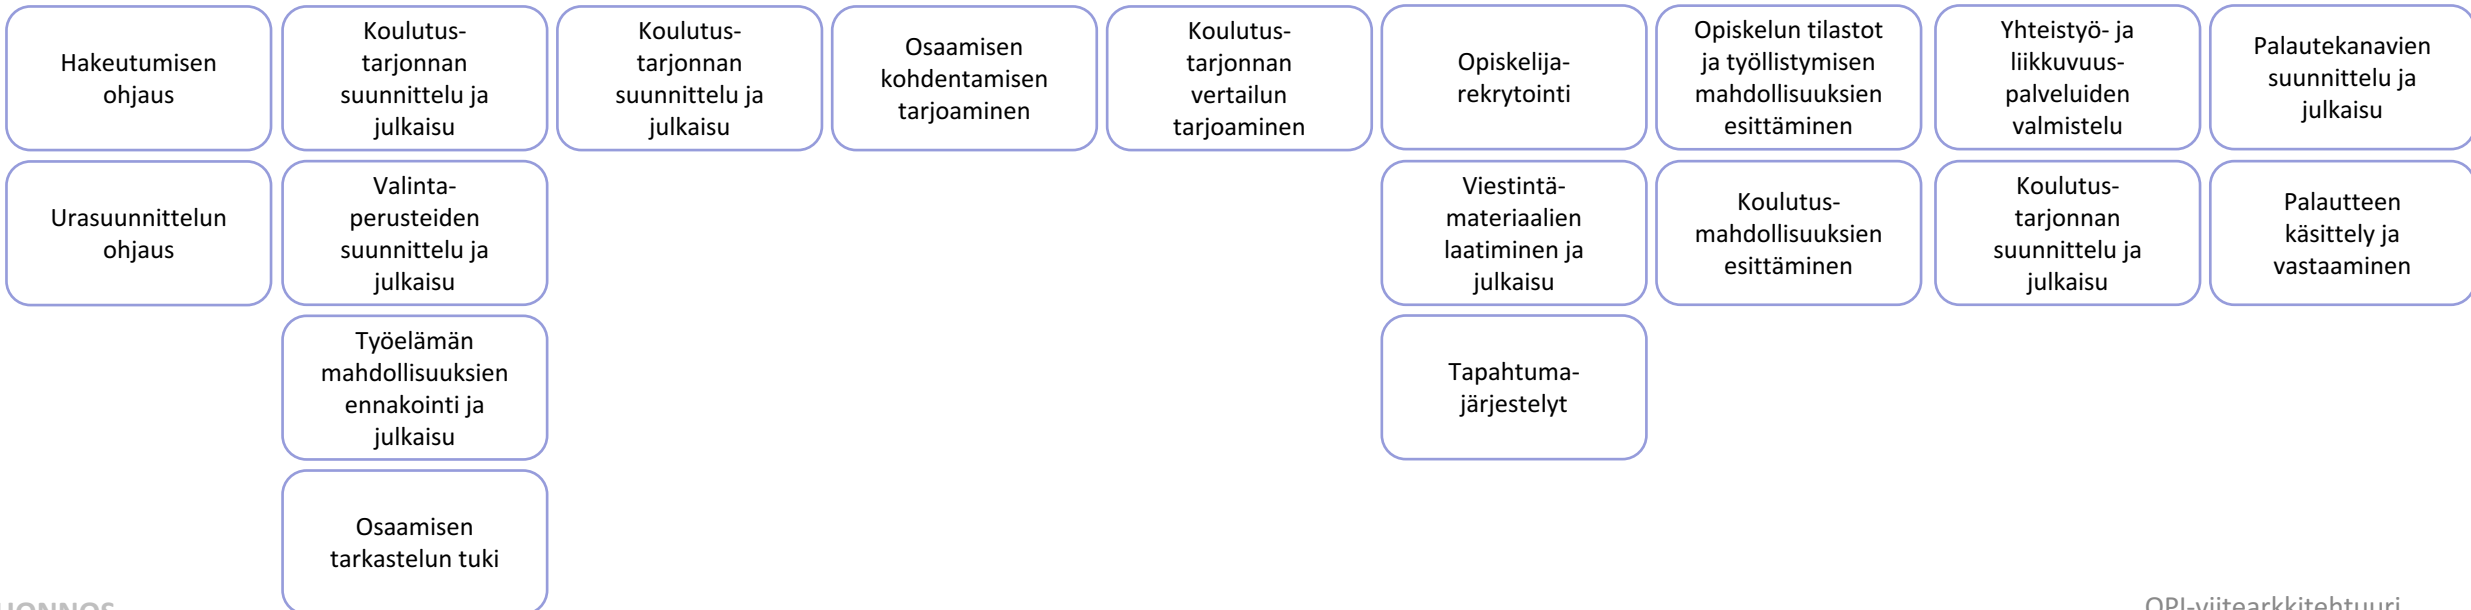 Hakeutumisen
ohjaus
Koulutus-
tarjonnan
suunnittelu ja
julkaisu
Koulutus-
tarjonnan
suunnittelu ja
julkaisu
Osaamisen
kohdentamisen
tarjoaminen
Koulutus-
tarjonnan
vertailun
tarjoaminen
Opiskelija-
rekrytointi
Opiskelun tilastot
ja työllistymisen
mahdollisuuksien
esittäminen
Yhteistyö- ja
liikkuvuus-
palveluiden
valmistelu
Palautekanavien
suunnittelu ja
julkaisu
Urasuunnittelun
ohjaus
Valinta-
perusteiden
suunnittelu ja
julkaisu
Viestintä-
materiaalien
laatiminen ja
julkaisu
Koulutus-
mahdollisuuksien
esittäminen
Koulutus-
tarjonnan
suunnittelu ja
julkaisu
Palautteen
käsittely ja
vastaaminen
Työelämän
mahdollisuuksien
ennakointi ja
julkaisu
Tapahtuma-
järjestelyt
Osaamisen
tarkastelun tuki
OPI-viitearkkitehtuuri